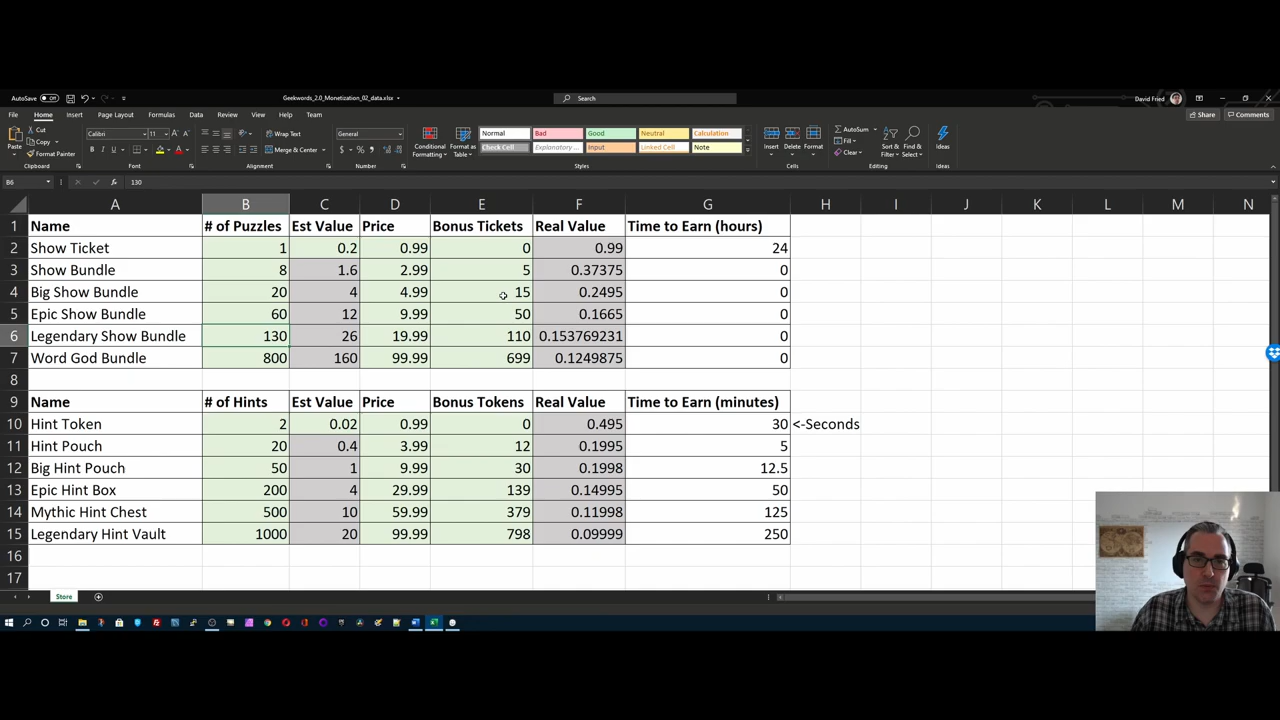 AutoSave Off
Geekwords_2.0_Monetization_02_data.xlsx
Search
David Fried
File Home Insert Page Layout Formulas Data Review View Help Team
Share Comments
Paste
Cut
Copy
Format Painter
Calibri 11
Wrap Text
Merge & Center
General
Conditional Formatting
Format as Table
Normal Bad Good Neutral Calculation
Check Cell Explanatory ... Input Linked Cell Note
Insert Delete Format
AutoSum
Fill
Clear
Sort & Filter
Find & Select
Ideas
Clipboard Font Alignment Number Styles Cells Editing Ideas
B6 fx 130
A B C D E F G H I J K L M N
1 Name # of Puzzles Est Value Price Bonus Tickets Real Value Time to Earn (hours)
2 Show Ticket 1 0.2 0.99 0 0.99 24
3 Show Bundle 8 1.6 2.99 5 0.37375 0
4 Big Show Bundle 20 4 4.99 15 0.2495 0
5 Epic Show Bundle 60 12 9.99 50 0.1665 0
6 Legendary Show Bundle 130 26 19.99 110 0.153769231 0
7 Word God Bundle 800 160 99.99 699 0.1249875 0
8
9 Name # of Hints Est Value Price Bonus Tokens Real Value Time to Earn (minutes)
10 Hint Token 2 0.02 0.99 0 0.495 30 <-Seconds
11 Hint Pouch 20 0.4 3.99 12 0.1995 5
12 Big Hint Pouch 50 1 9.99 30 0.1998 12.5
13 Epic Hint Box 200 4 29.99 139 0.14995 50
14 Mythic Hint Chest 500 10 59.99 379 0.11998 125
15 Legendary Hint Vault 1000 20 99.99 798 0.09999 250
16
17
Store